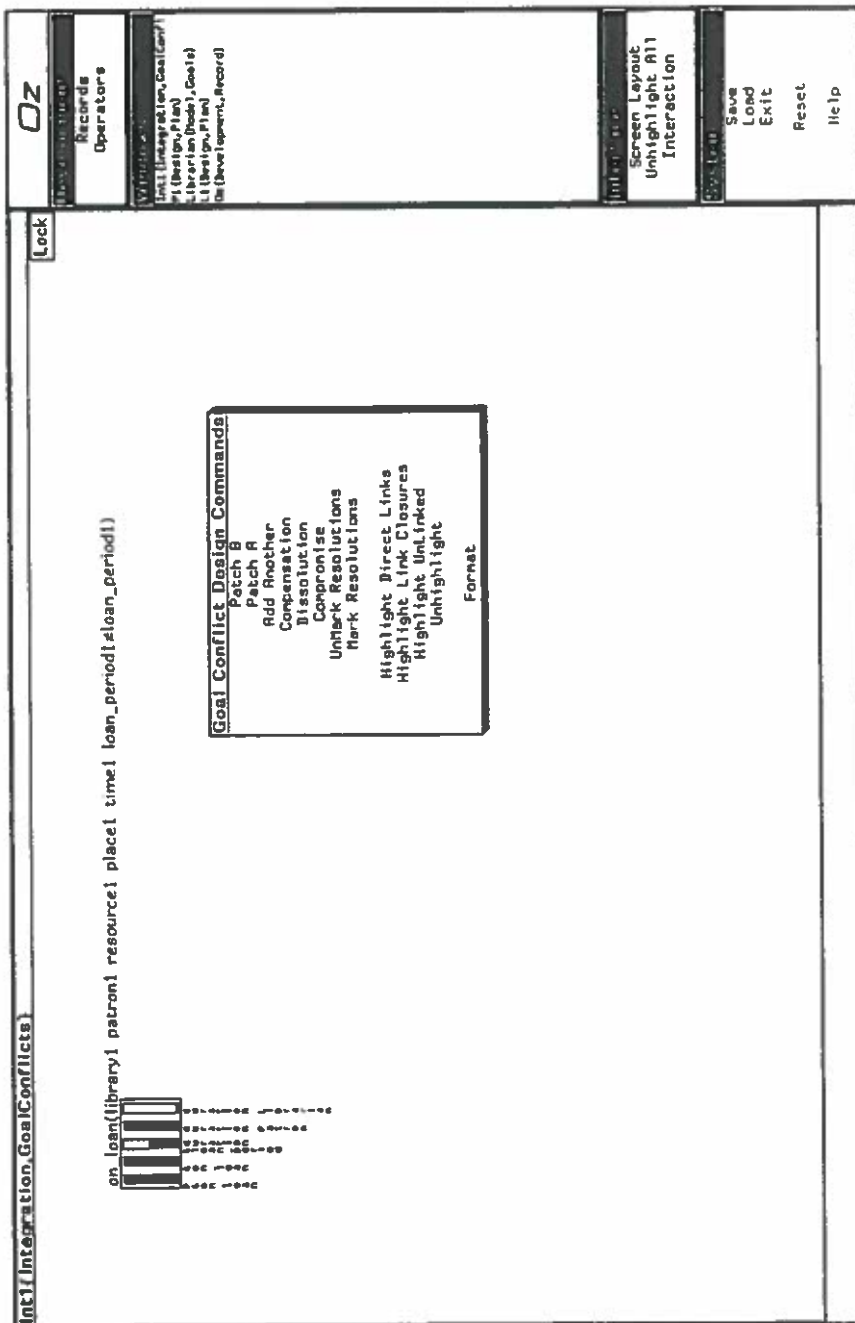 Int1(Integration,GoalConflicts)
Lock
on_loan(library1 patron1 resource1 place1 time1 loan_period1≠loan_period1)
Goal Conflict Design Commands
Patch B
Patch A
Add Another
Compensation
Dissolution
Compromise
UnMark Resolutions
Mark Resolutions
Highlight Direct Links
Highlight Link Closures
Highlight UnLinked
Unhighlight
Format
Oz
Records
Operators
Windows
Int1(Integration,GoalConfl
P1(Design,Plan)
Librarian(Model,Goals)
L1(Design,Plan)
Oz(Development,Record)
Interface
Screen Layout
Unhighlight All
Interaction
System
Save
Load
Exit
Reset
Help